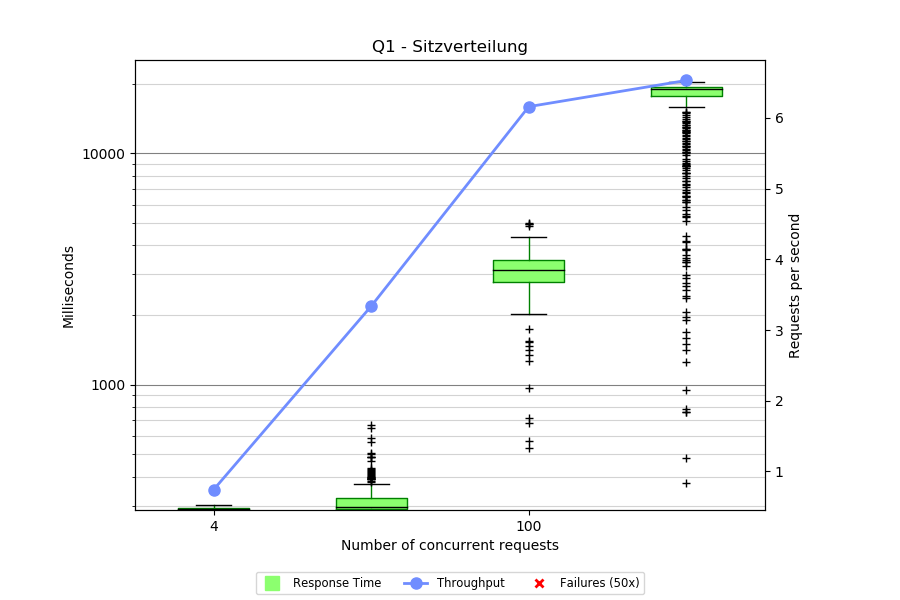 Q1 - Sitzverteilung
10000
1000
Milliseconds
6
5
4
3
2
1
Requests per second
4
100
Number of concurrent requests
Response Time
Throughput
Failures (50x)